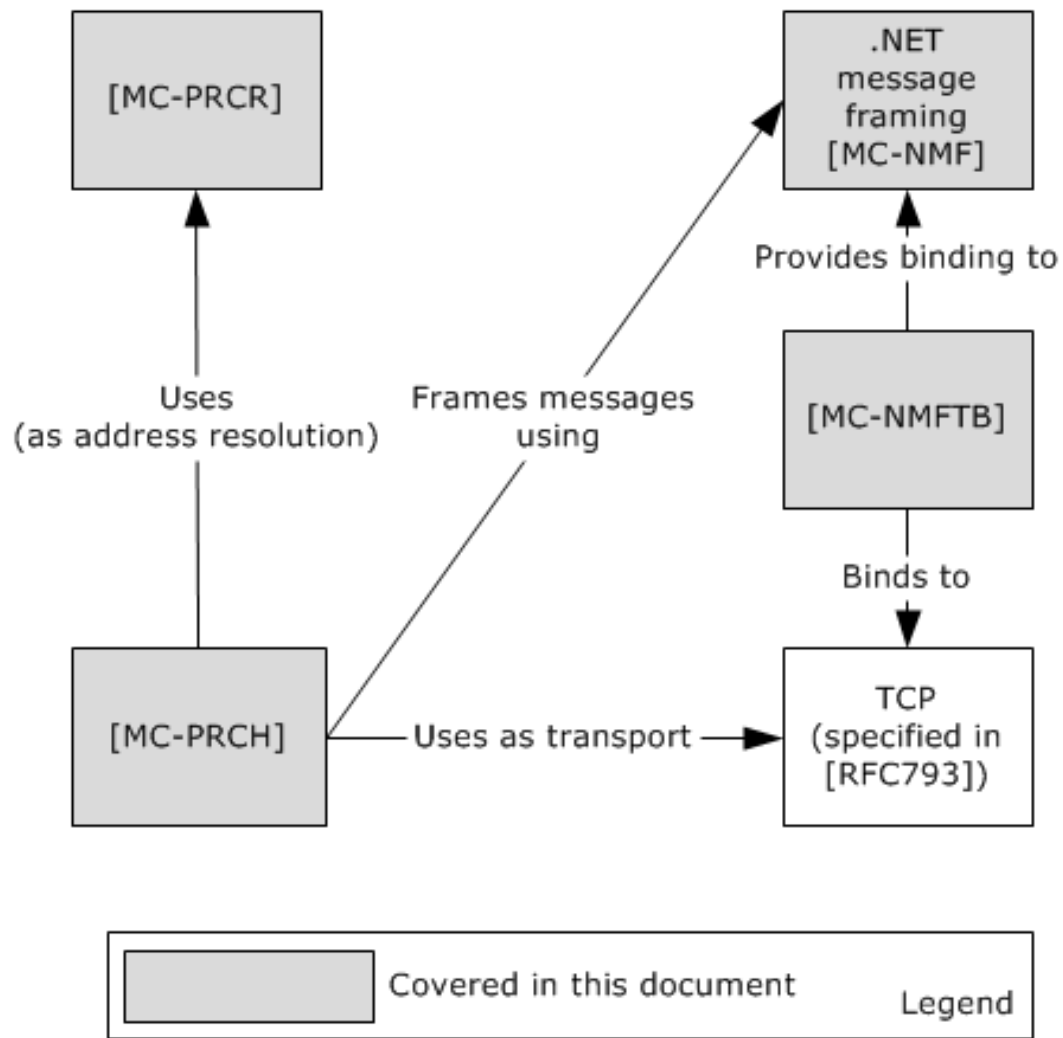 [MC-PRCR]
.NET
message
framing
[MC-NMF]
Provides binding to
Uses
(as address resolution)
Frames messages
using
[MC-NMFTB]
Binds to
[MC-PRCH]
Uses as transport
TCP
(specified in
[RFC793])
Covered in this document
Legend